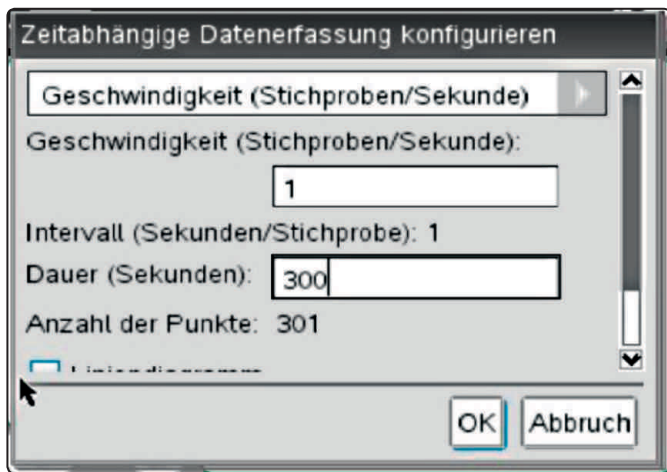 Zeitabhängige Datenerfassung konfigurieren
Geschwindigkeit (Stichproben/Sekunde)
Geschwindigkeit (Stichproben/Sekunde):
1
Intervall (Sekunden/Stichprobe): 1
Dauer (Sekunden): 300
Anzahl der Punkte: 301
OK Abbruch